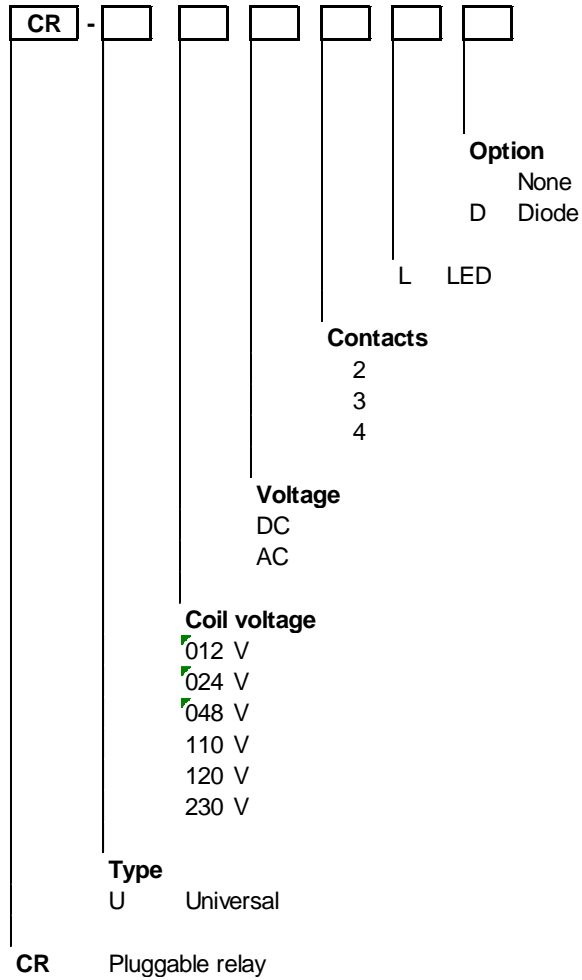 CR -
Option
None
D Diode
L LED
Contacts
2
3
4
Voltage
DC
AC
Coil voltage
012 V
024 V
048 V
110 V
120 V
230 V
Type
U Universal
CR Pluggable relay